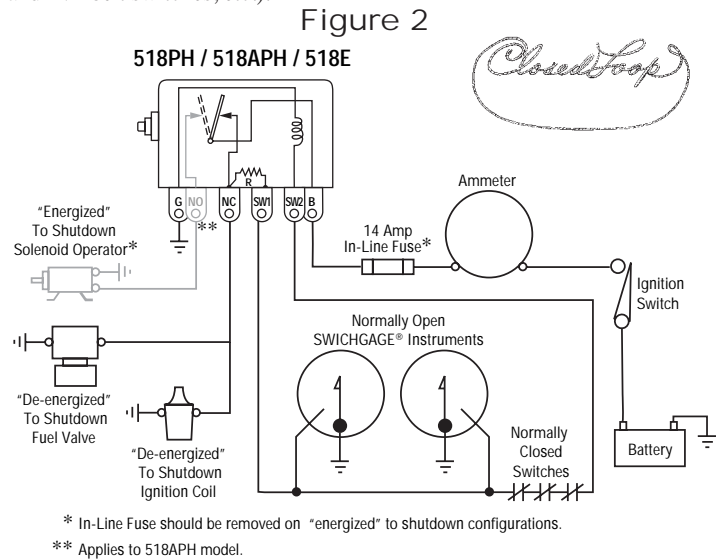 Figure 2
518PH / 518APH / 518E
Closed Loop
R
G
NO
NC
SW1
SW2
B
**
"Energized"
To Shutdown
Solenoid Operator*
14 Amp
In-Line Fuse*
Ammeter
Ignition
Switch
Normally Open
SWICHGAGE® Instruments
"De-energized"
To Shutdown
Fuel Valve
"De-energized"
To Shutdown
Ignition Coil
Normally
Closed
Switches
Battery
* In-Line Fuse should be removed on "energized" to shutdown configurations.
** Applies to 518APH model.